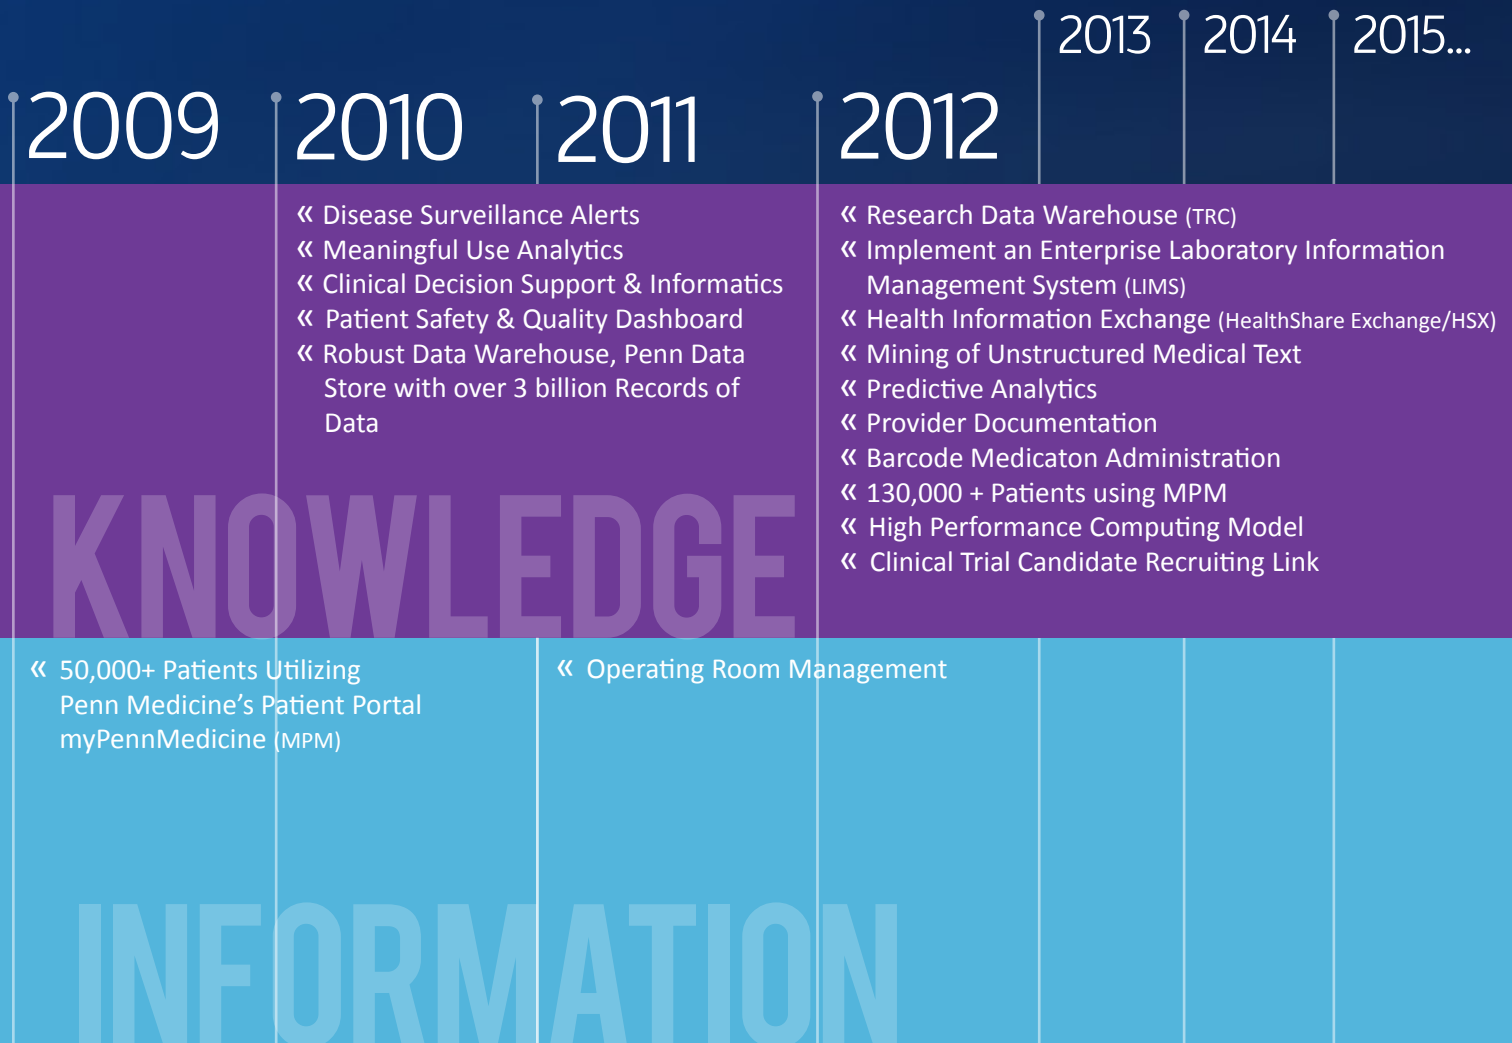 2009
2010
2011
2012
2013
2014
2015...
« Disease Surveillance Alerts
« Meaningful Use Analytics
« Clinical Decision Support & Informatics
« Patient Safety & Quality Dashboard
« Robust Data Warehouse, Penn Data
Store with over 3 billion Records of
Data
« Research Data Warehouse (TRC)
« Implement an Enterprise Laboratory Information
Management System (LIMS)
« Health Information Exchange (HealthShare Exchange/HSX)
« Mining of Unstructured Medical Text
« Predictive Analytics
« Provider Documentation
« Barcode Medicaton Administration
« 130,000 + Patients using MPM
« High Performance Computing Model
« Clinical Trial Candidate Recruiting Link
KNOWLEDGE
« 50,000+ Patients Utilizing
Penn Medicine’s Patient Portal
myPennMedicine (MPM)
« Operating Room Management
INFORMATION